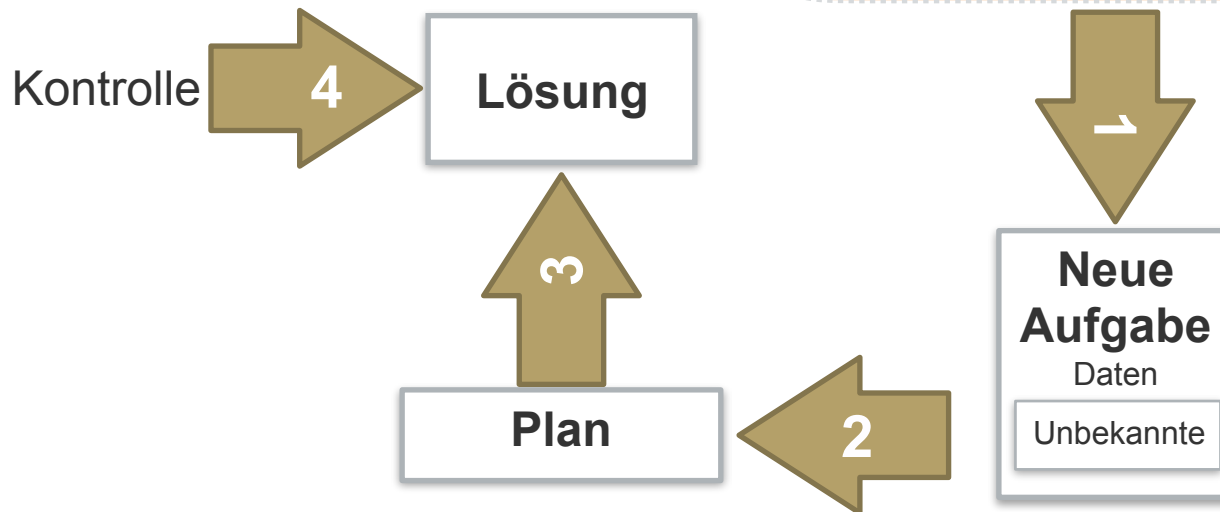 Kontrolle
4
Lösung
1
3
Neue
Aufgabe
Daten
Unbekannte
Plan
2